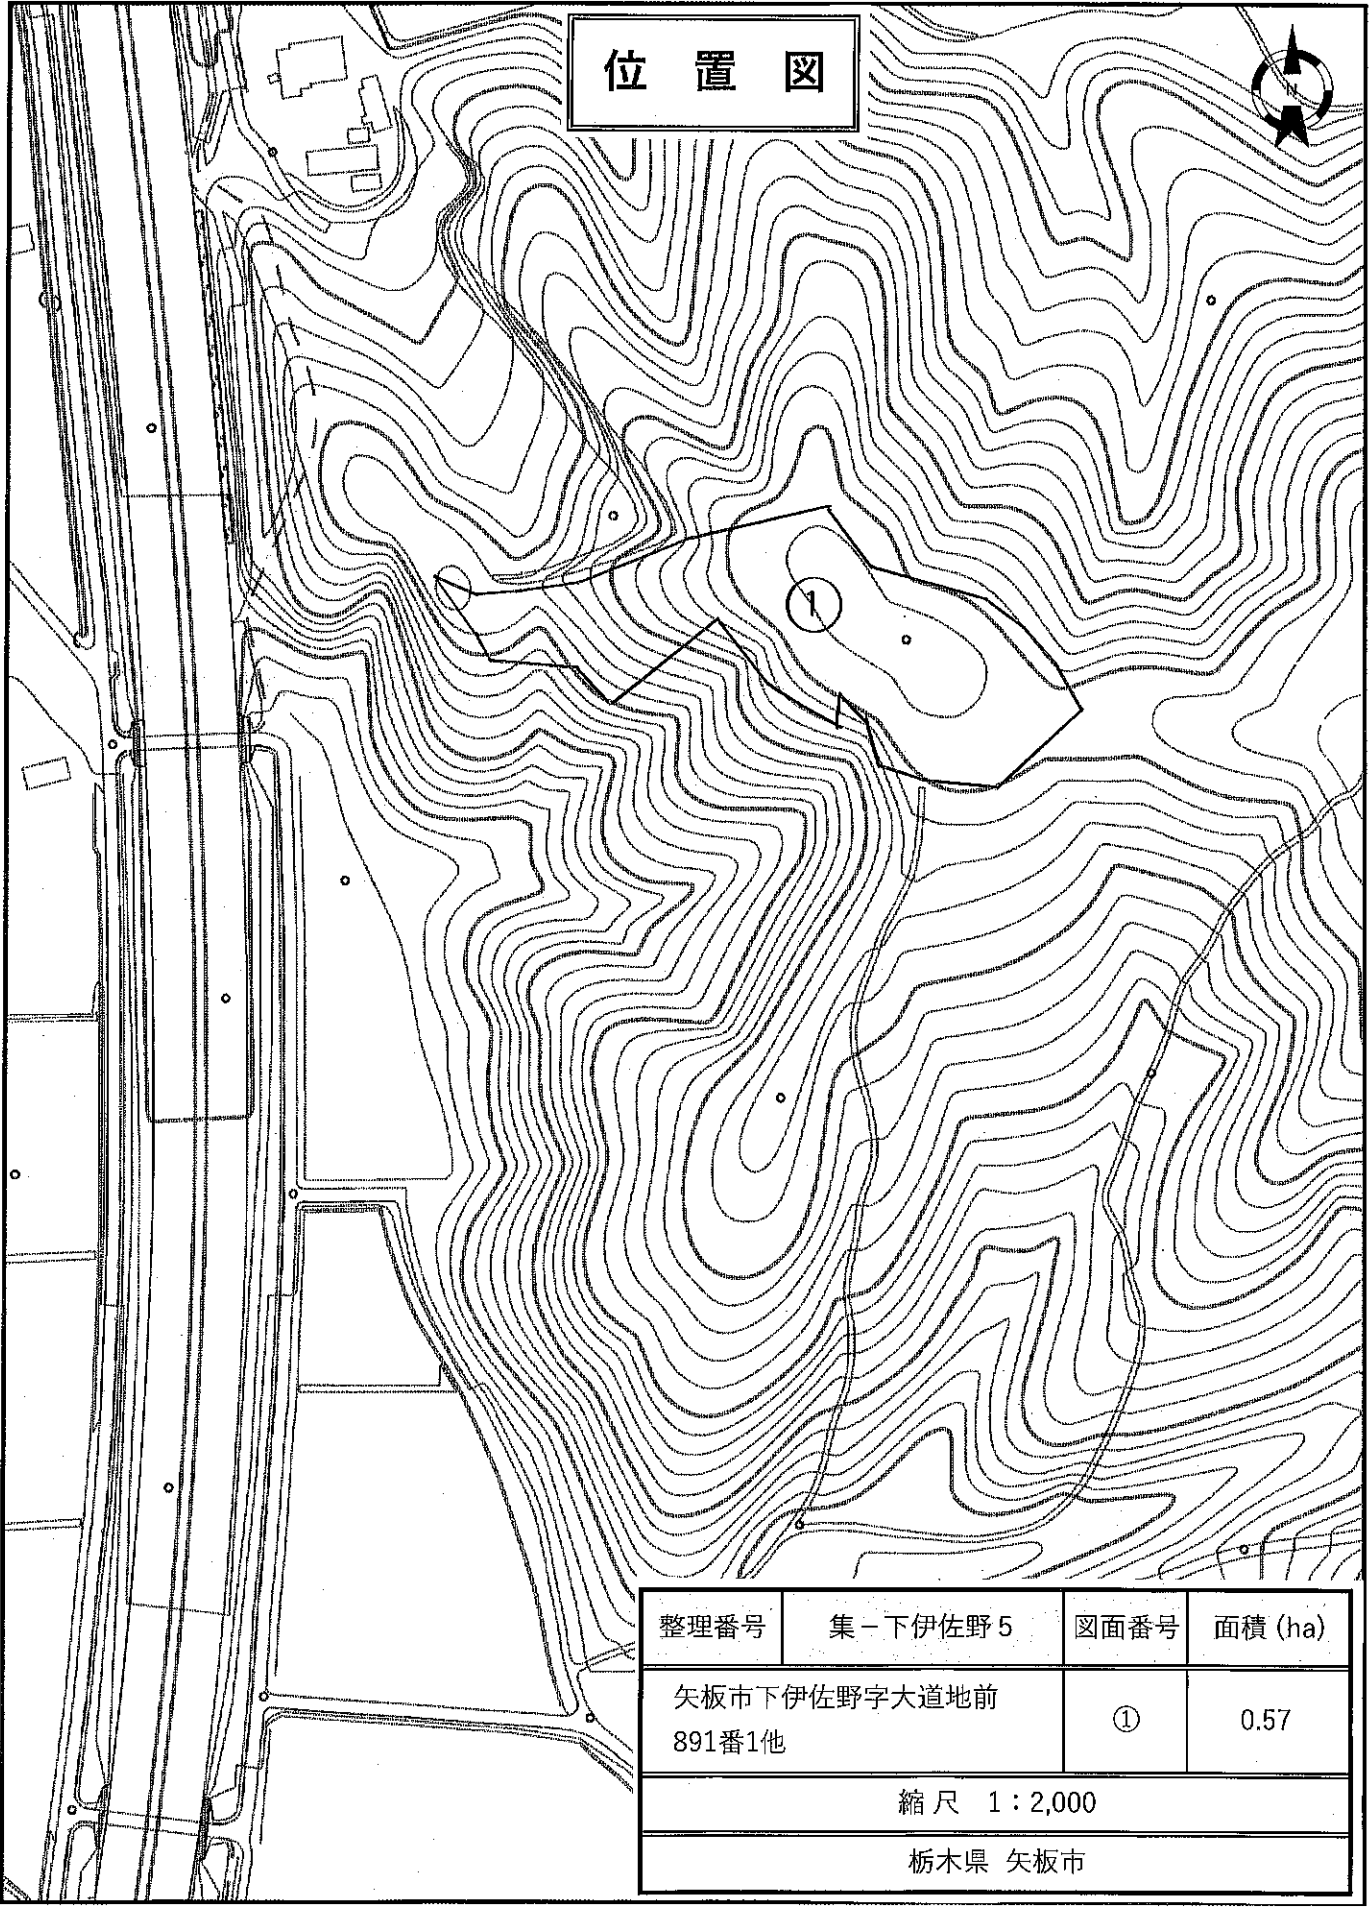 位置図
N
①
整理番号 集－下伊佐野５ 図面番号 面積 (ha)
矢板市下伊佐野字大道地前
891番1他
① 0.57
縮尺 1：2,000
栃木県 矢板市